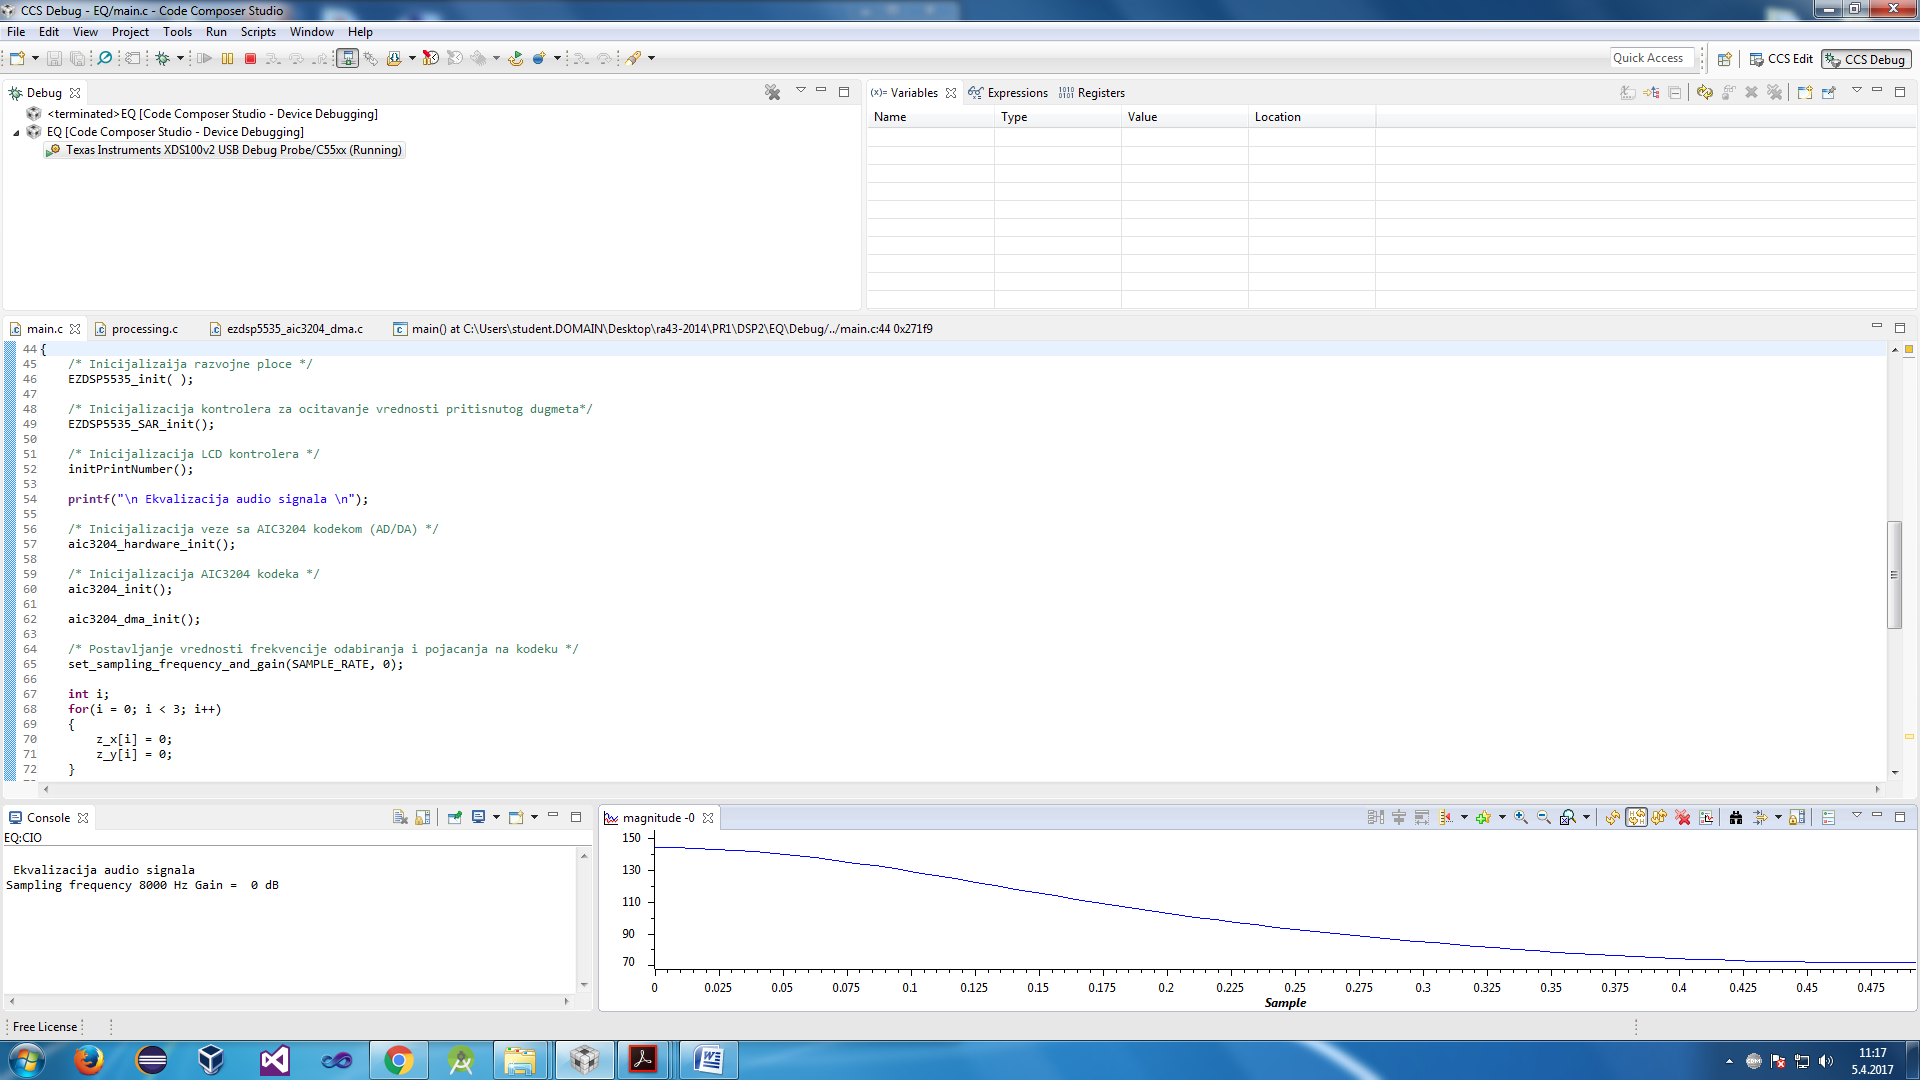 CCS Debug - EQ/main.c - Code Composer Studio
File Edit View Project Tools Run Scripts Window Help
Quick Access CCS Edit CCS Debug
Debug
<terminated>EQ [Code Composer Studio - Device Debugging]
EQ [Code Composer Studio - Device Debugging]
Texas Instruments XDS100v2 USB Debug Probe/C55xx (Running)
(x)= Variables Expressions 1010 0101 Registers
Name Type Value Location
main.c processing.c ezdsp5535_aic3204_dma.c main() at C:\Users\student.DOMAIN\Desktop\ra43-2014\PR1\DSP2\EQ\Debug/../main.c:44 0x271f9
44 {
45 /* Inicijalizaija razvojne ploce */
46 EZDSP5535_init( );
47
48 /* Inicijalizacija kontrolera za ocitavanje vrednosti pritisnutog dugmeta*/
49 EZDSP5535_SAR_init();
50
51 /* Inicijalizacija LCD kontrolera */
52 initPrintNumber();
53
54 printf("\n Ekvalizacija audio signala \n");
55
56 /* Inicijalizacija veze sa AIC3204 kodekom (AD/DA) */
57 aic3204_hardware_init();
58
59 /* Inicijalizacija AIC3204 kodeka */
60 aic3204_init();
61
62 aic3204_dma_init();
63
64 /* Postavljanje vrednosti frekvencije odabiranja i pojacanja na kodeku */
65 set_sampling_frequency_and_gain(SAMPLE_RATE, 0);
66
67 int i;
68 for(i = 0; i < 3; i++)
69 {
70 z_x[i] = 0;
71 z_y[i] = 0;
72 }
Console
EQ:CIO
Ekvalizacija audio signala
Sampling frequency 8000 Hz Gain =  0 dB
magnitude -0
150
130
110
90
70
0 0.025 0.05 0.075 0.1 0.125 0.15 0.175 0.2 0.225 0.25 0.275 0.3 0.325 0.35 0.375 0.4 0.425 0.45 0.475
Sample
Free License
11:17
5.4.2017